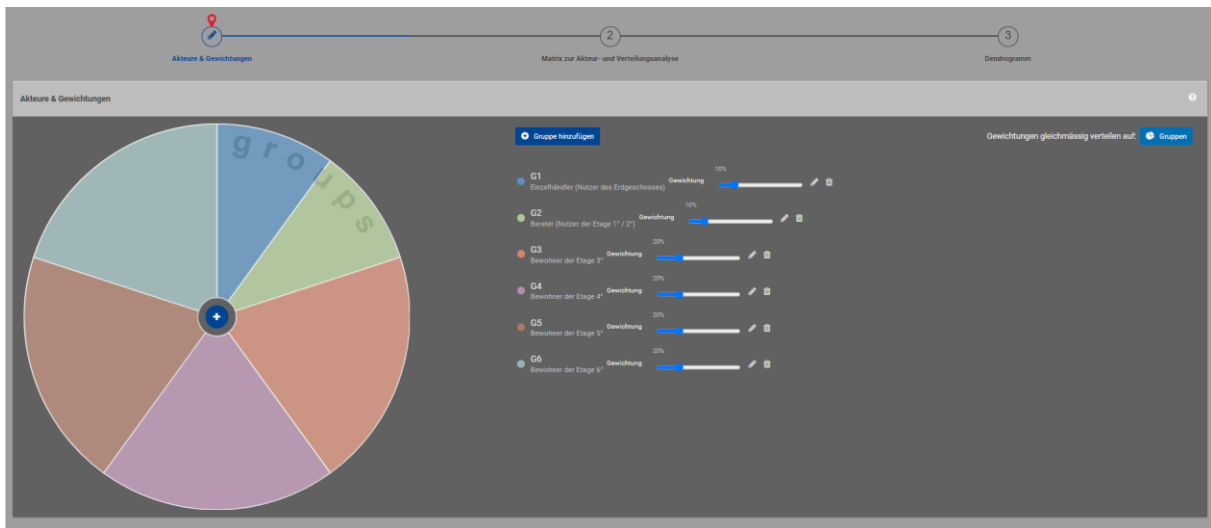 2
3
Akteure & Gewichtungen
Matrix zur Akteur- und Verteilungsanalyse
Dendrogramm
Akteure & Gewichtungen
groups
Gruppe hinzufügen
Gewichtungen gleichmässig verteilen auf:
Gruppen
G1
Einzelhändler (Nutzer des Erdgeschosses)
Gewichtung
10%
G2
Berater (Nutzer der Etage 1° / 2°)
Gewichtung
10%
G3
Bewohner der Etage 3°
Gewichtung
20%
G4
Bewohner der Etage 4°
Gewichtung
20%
G5
Bewohner der Etage 5°
Gewichtung
20%
G6
Bewohner der Etage 6°
Gewichtung
20%